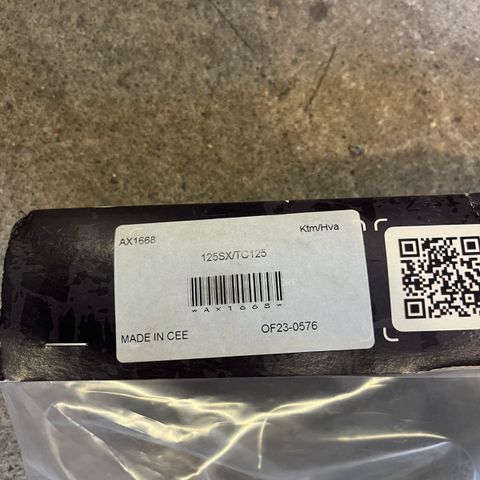 AX1668 Ktm/Hva
125SX/TC125
*AX1668*
MADE IN CEE OF23-0576